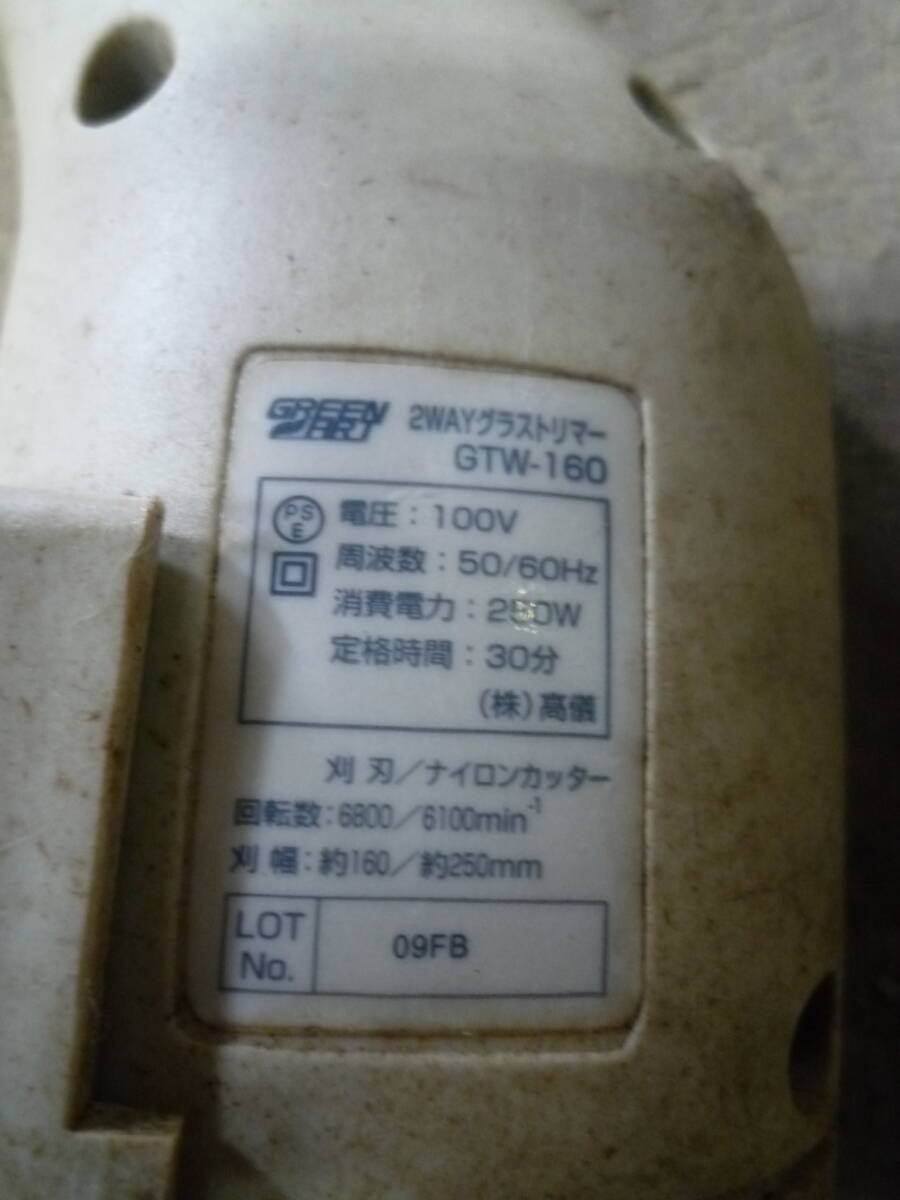 GREEN ART 2WAYグラストリマー
GTW-160
PSE 電圧：100V
周波数：50/60Hz
消費電力：250W
定格時間：30分
（株）高儀
刈 刃／ナイロンカッター
回転数：6800／6100min⁻¹
刈 幅：約160／約250mm
LOT No. 09FB